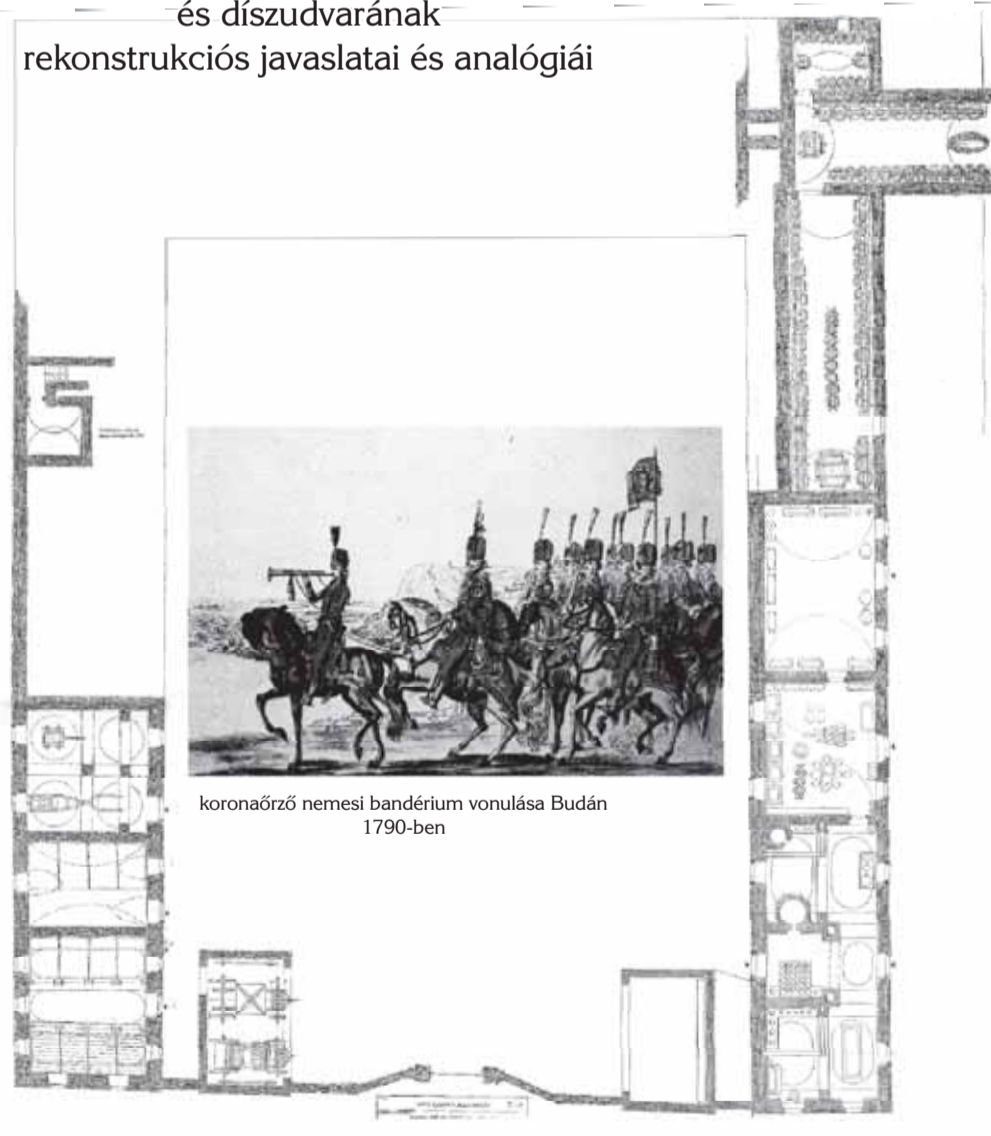 és díszudvarának
rekonstrukciós javaslatai és analógiái
koronaőrző nemesi bandérium vonulása Budán
1790-ben